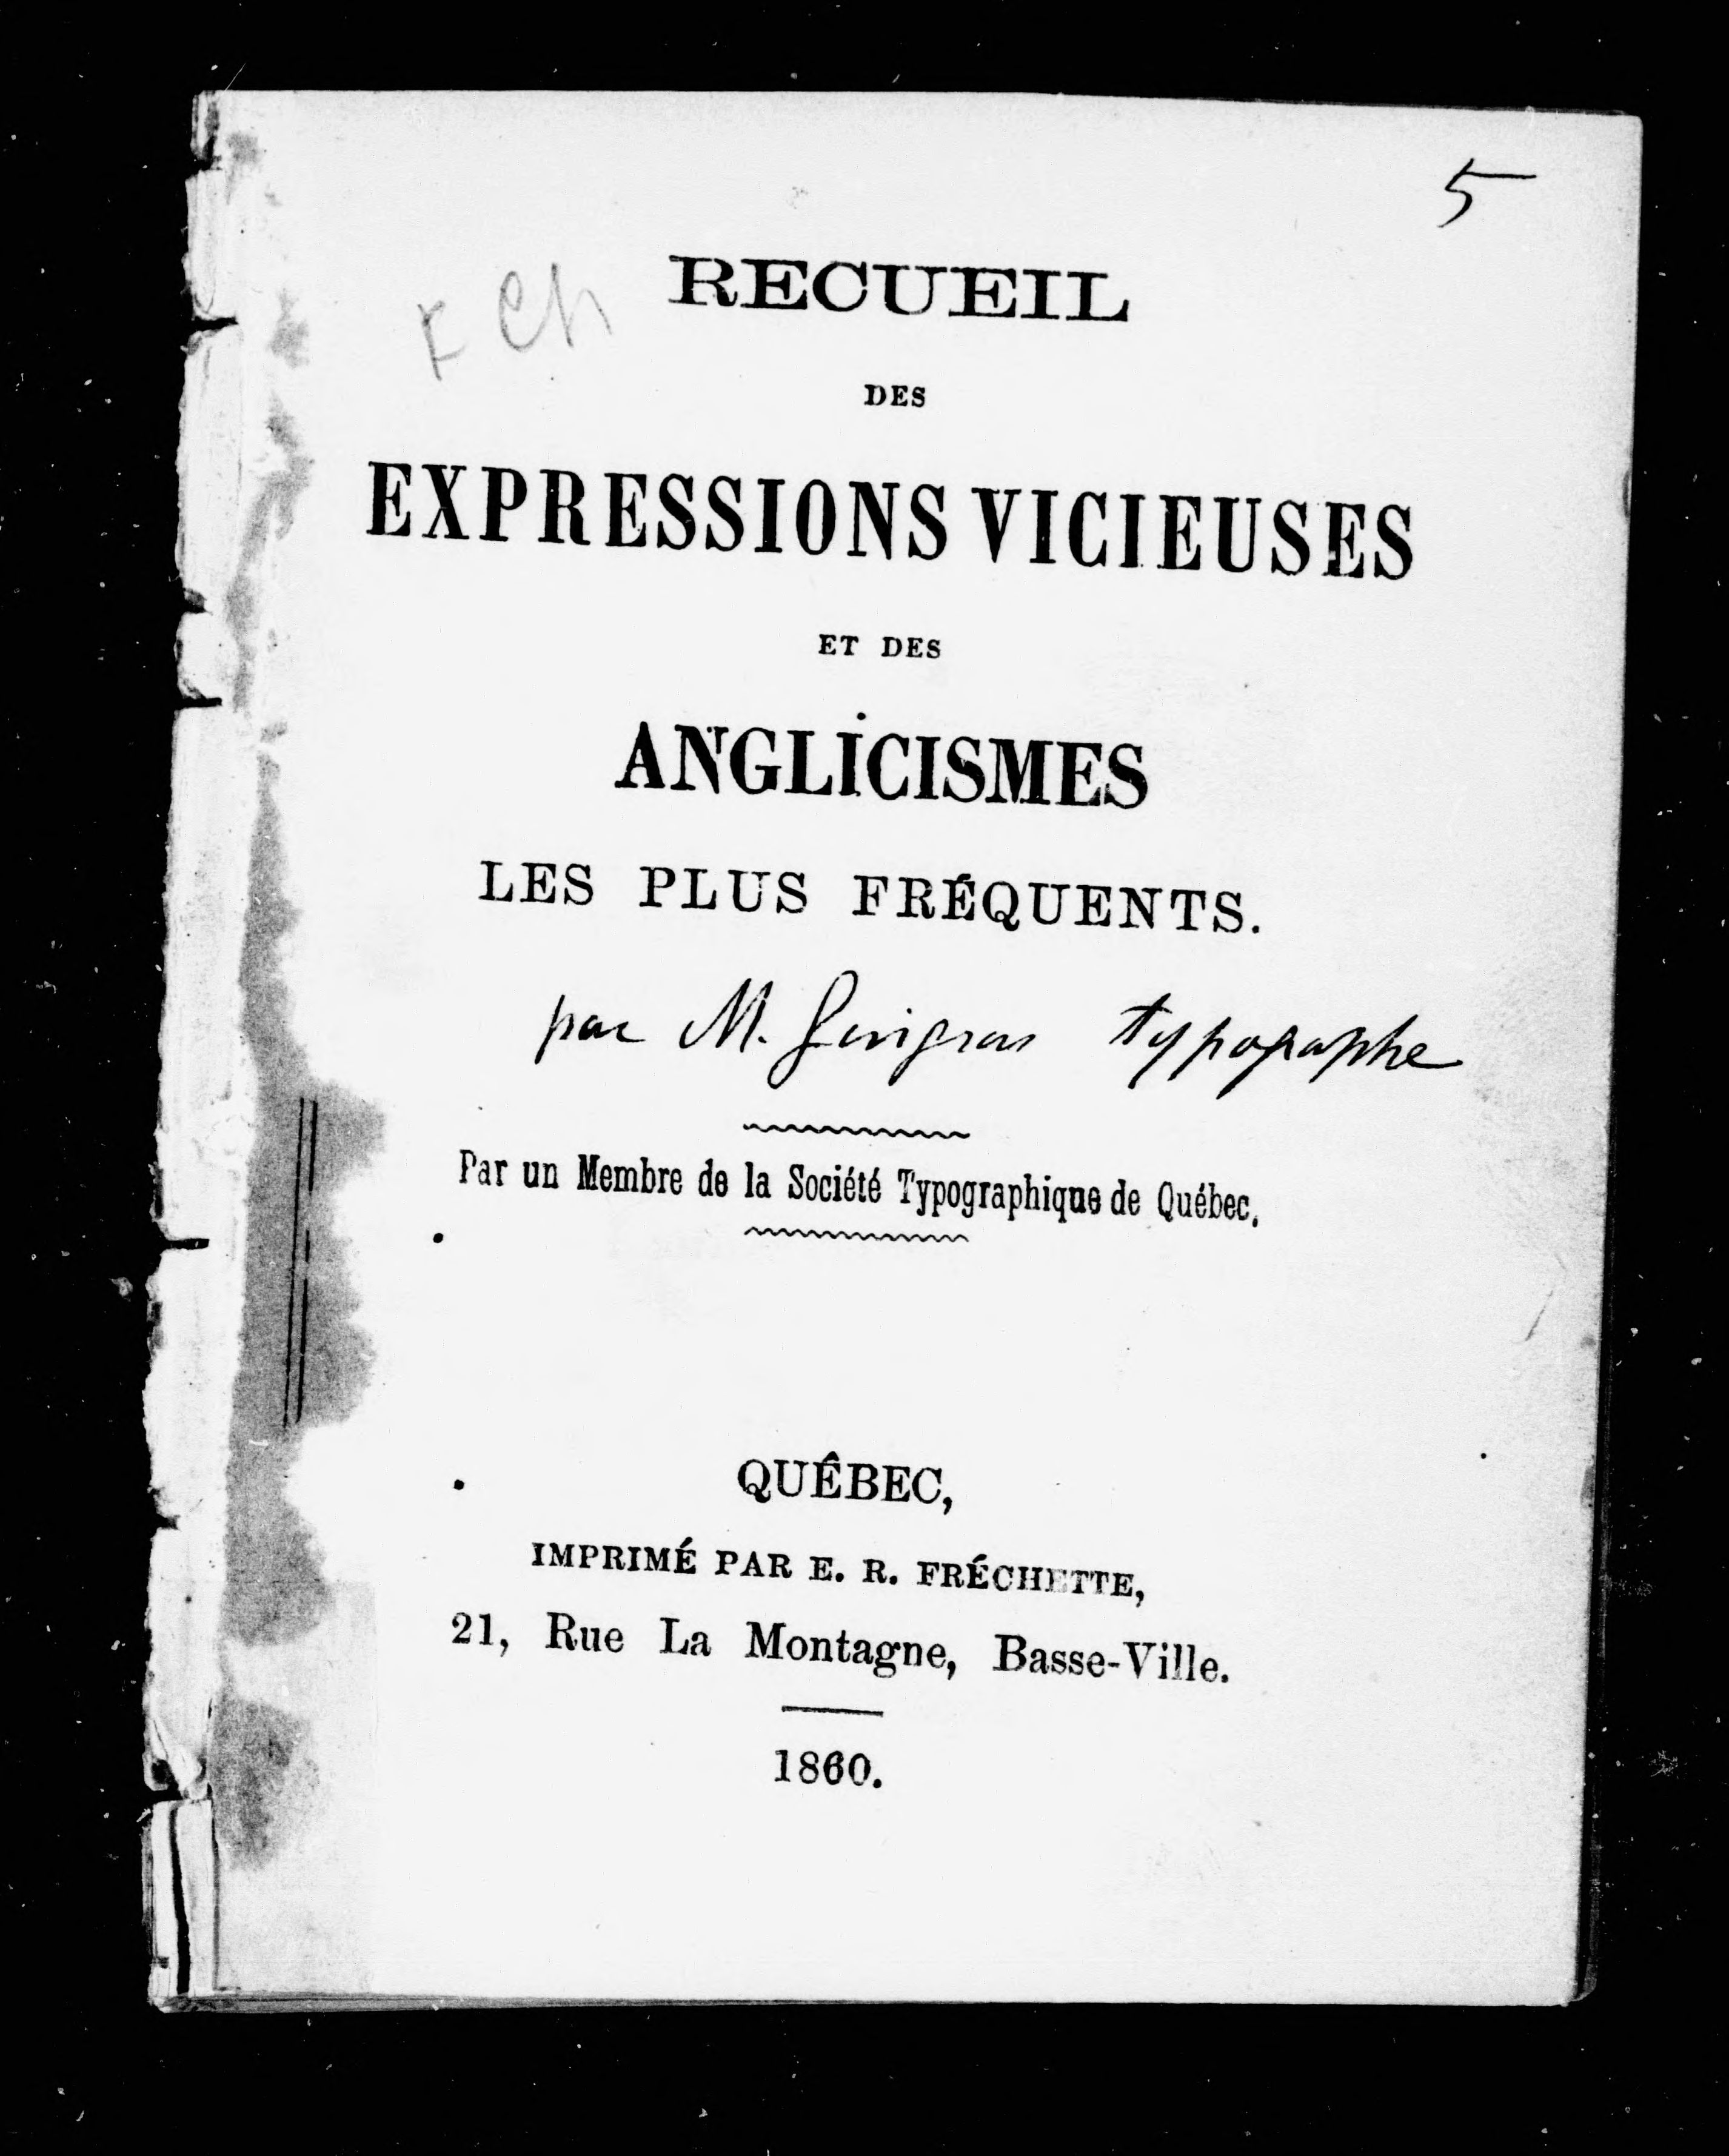 5
RECUEIL
DES
EXPRESSIONS VICIEUSES
ET DES
ANGLICISMES
LES PLUS FRÉQUENTS.
par M. typographe
Par un Membre de la Société Typographique de Québec.
QUÊBEC,
IMPRIMÉ PAR E. R. FRÉCHETTE,
21, Rue La Montagne, Basse-Ville.
1860.